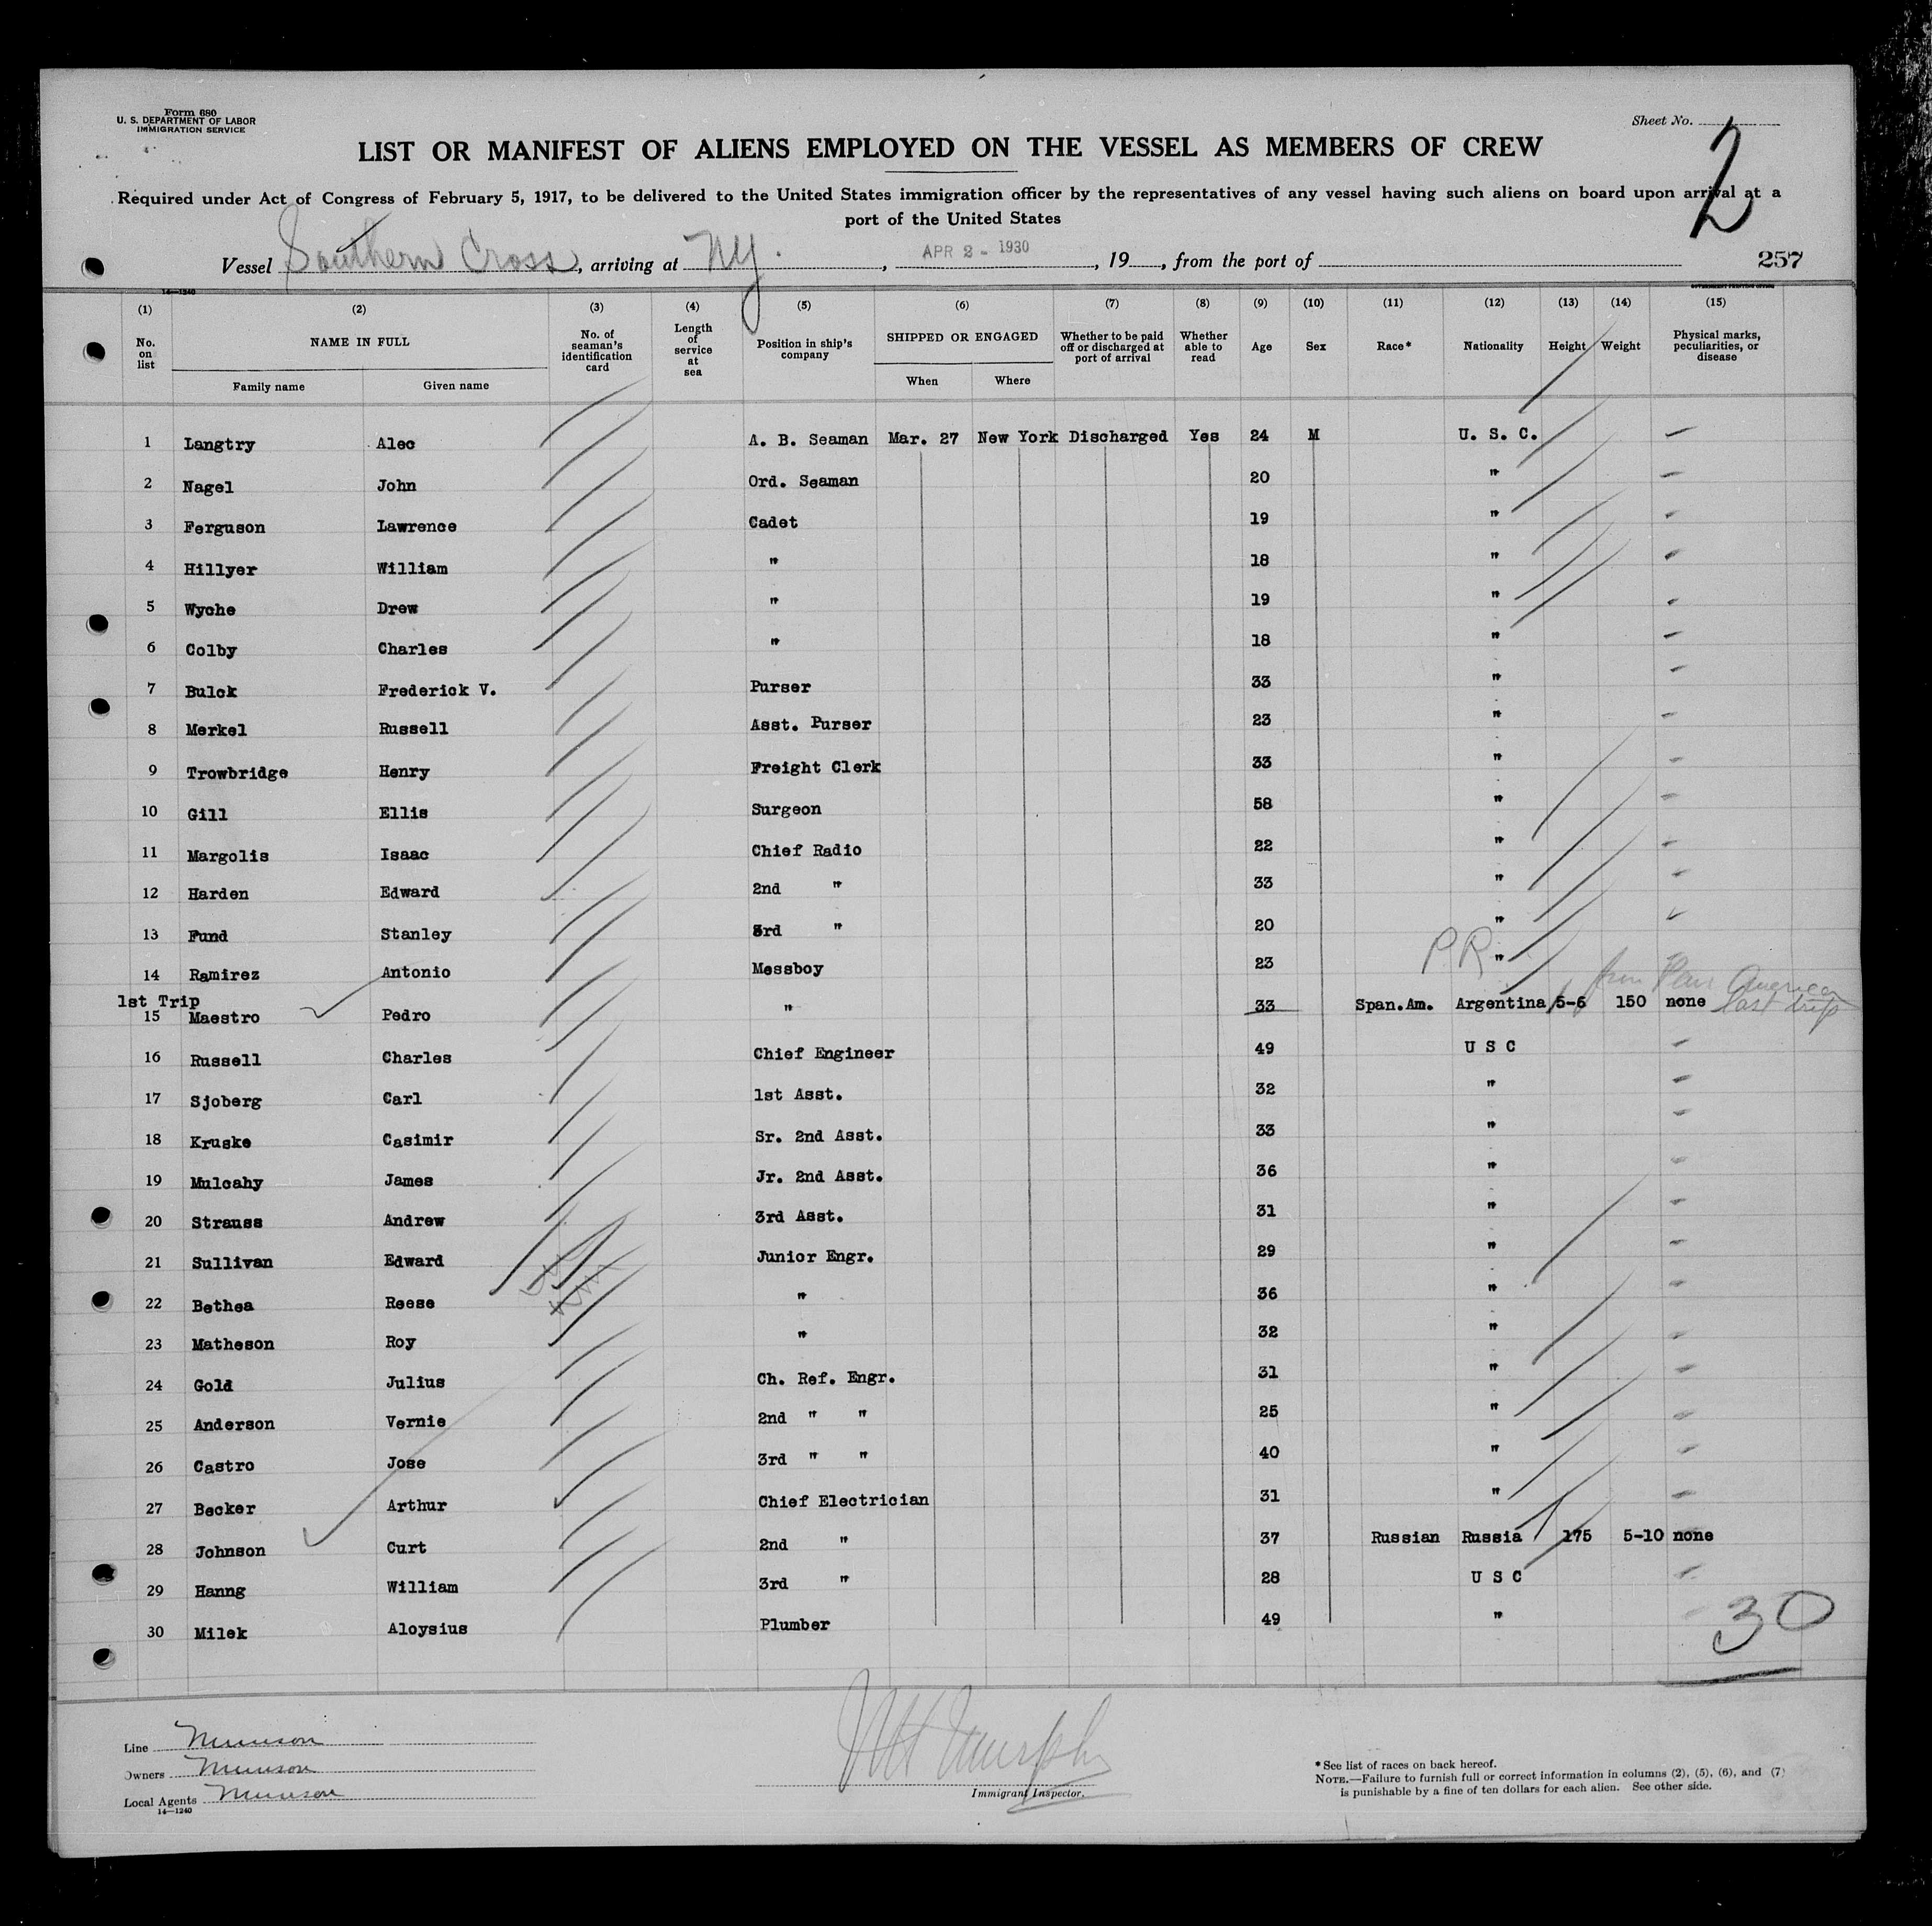 Form 680
U. S. DEPARTMENT OF LABOR
IMMIGRATION SERVICE
Sheet No. 2
LIST OR MANIFEST OF ALIENS EMPLOYED ON THE VESSEL AS MEMBERS OF CREW
Required under Act of Congress of February 5, 1917, to be delivered to the United States immigration officer by the representatives of any vessel having such aliens on board upon arrival at a
port of the United States
Vessel Southern Cross, arriving at NY., APR 2 - 1930, 19 , from the port of
257
14—1240
GOVERNMENT PRINTING OFFICE
(1) (2) (3) (4) (5) (6) (7) (8) (9) (10) (11) (12) (13) (14) (15)
No. on list NAME IN FULL No. of seaman's identification card Length of service at sea Position in ship's company SHIPPED OR ENGAGED Whether to be paid off or discharged at port of arrival Whether able to read Age Sex Race* Nationality Height Weight Physical marks, peculiarities, or disease
Family name Given name When Where
1 Langtry Alec A. B. Seaman Mar. 27 New York Discharged Yes 24 M U. S. C.
2 Nagel John Ord. Seaman 20 "
3 Ferguson Lawrence Cadet 19 "
4 Hillyer William " 18 "
5 Wyche Drew " 19 "
6 Colby Charles " 18 "
7 Bulck Frederick V. Purser 33 "
8 Merkel Russell Asst. Purser 23 "
9 Trowbridge Henry Freight Clerk 33 "
10 Gill Ellis Surgeon 58 "
11 Margolis Isaac Chief Radio 22 "
12 Harden Edward 2nd " 33 "
13 Fund Stanley 3rd " 20 "
14 Ramirez Antonio Messboy 23 PR "
from Pan America
1st Trip
15 Maestro Pedro " 33 Span.Am. Argentina 5-6 150 none last trip
16 Russell Charles Chief Engineer 49 U S C
17 Sjoberg Carl 1st Asst. 32 "
18 Kruske Casimir Sr. 2nd Asst. 33 "
19 Mulcahy James Jr. 2nd Asst. 36 "
20 Strauss Andrew 3rd Asst. 31 "
21 Sullivan Edward Junior Engr. 29 "
22 Bethea Reese " 36 "
23 Matheson Roy " 32 "
24 Gold Julius Ch. Ref. Engr. 31 "
25 Anderson Vernie 2nd " " 25 "
26 Castro Jose 3rd " " 40 "
27 Becker Arthur Chief Electrician 31 "
28 Johnson Curt 2nd " 37 Russian Russia 175 5-10 none
29 Hanng William 3rd " 28 U S C
30 Milek Aloysius Plumber 49 "
30
Line Munson
Owners Munson
Local Agents Munson
14—1240
Murphy
Immigrant Inspector.
* See list of races on back hereof.
NOTE.—Failure to furnish full or correct information in columns (2), (5), (6), and (7)
is punishable by a fine of ten dollars for each alien. See other side.